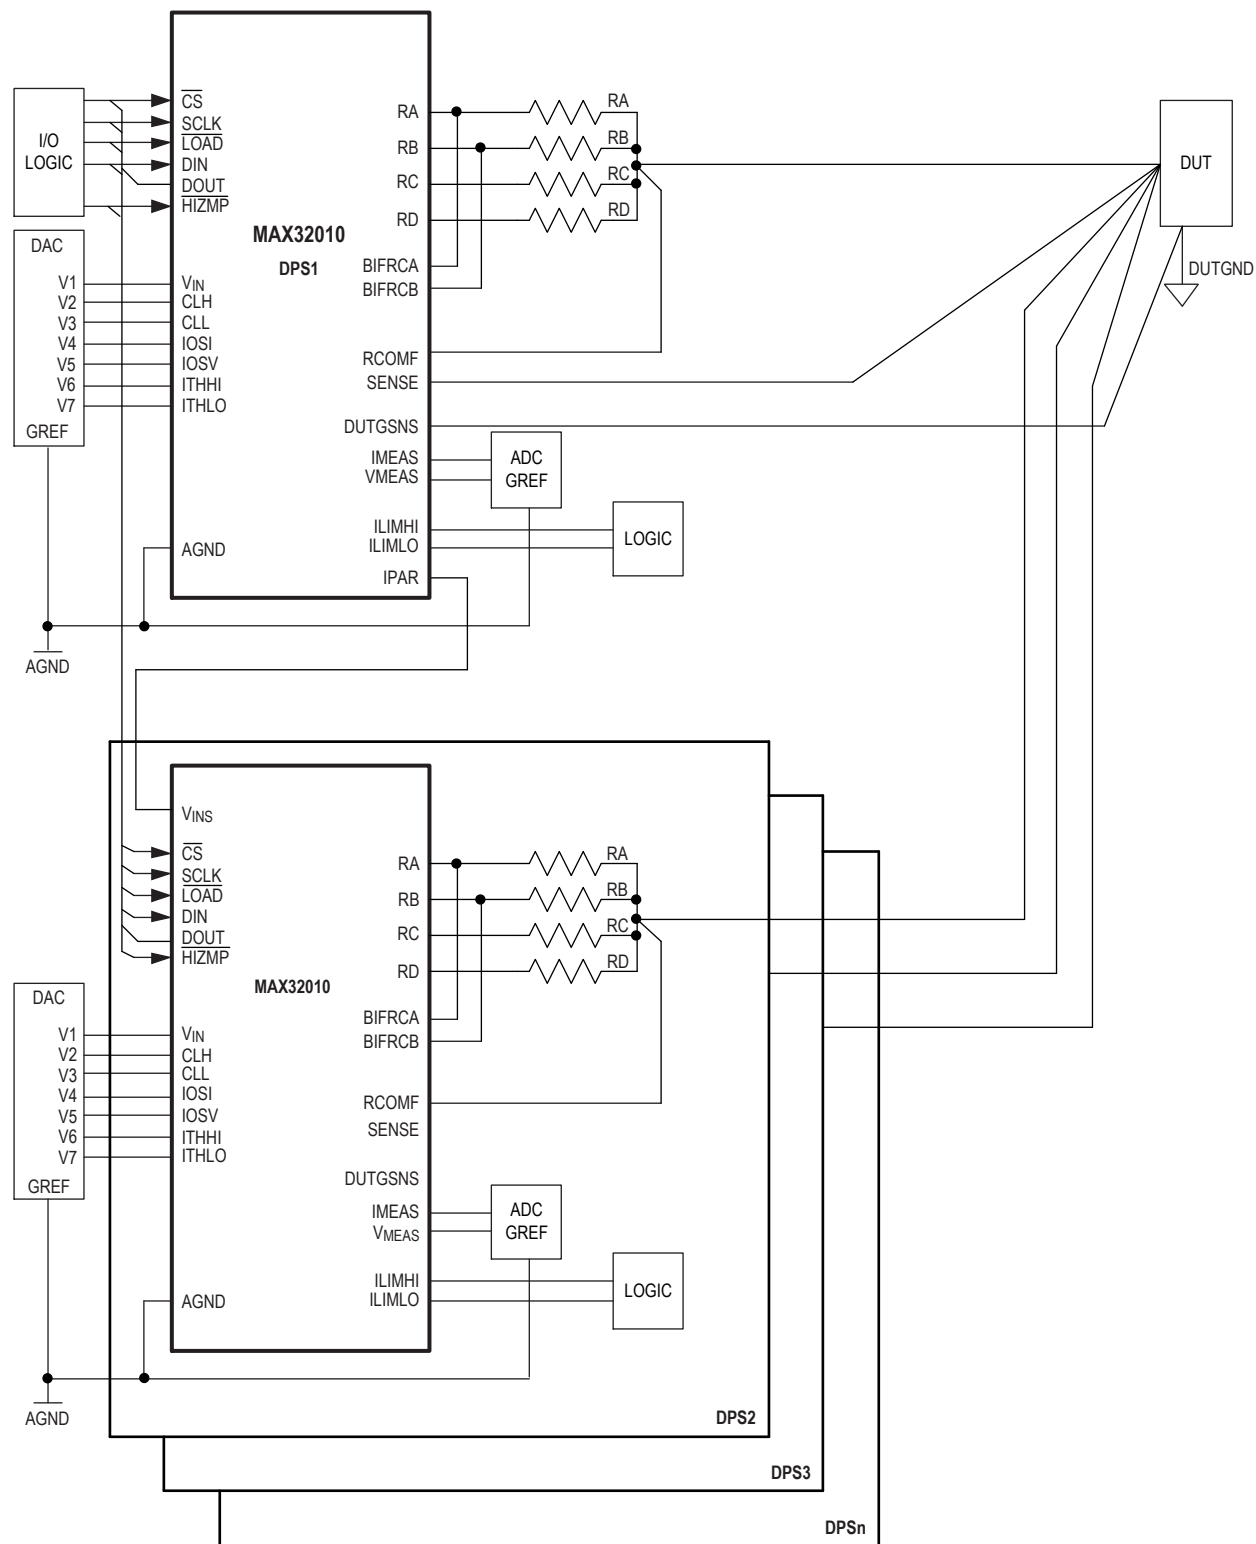 I/O
LOGIC
CS
SCLK
LOAD
DIN
DOUT
HIZMP
DAC
V1
V2
V3
V4
V5
V6
V7
GREF
VIN
CLH
CLL
IOSI
IOSV
ITHHI
ITHLO
AGND
AGND
MAX32010
DPS1
RA
RB
RC
RD
BIFRCA
BIFRCB
RCOMF
SENSE
DUTGSNS
IMEAS
VMEAS
ILIMHI
ILIMLO
IPAR
RA
RB
RC
RD
ADC
GREF
LOGIC
DUT
DUTGND
VINS
CS
SCLK
LOAD
DIN
DOUT
HIZMP
DAC
V1
V2
V3
V4
V5
V6
V7
GREF
VIN
CLH
CLL
IOSI
IOSV
ITHHI
ITHLO
AGND
AGND
MAX32010
RA
RB
RC
RD
BIFRCA
BIFRCB
RCOMF
SENSE
DUTGSNS
IMEAS
VMEAS
ILIMHI
ILIMLO
RA
RB
RC
RD
ADC
GREF
LOGIC
DPS2
DPS3
DPSn